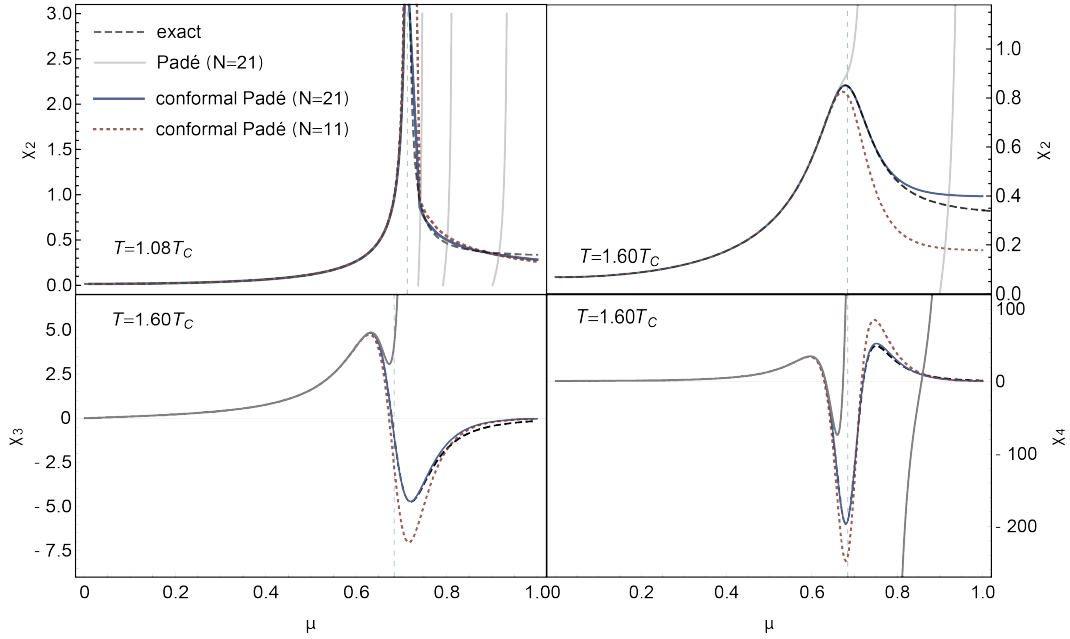 3.0
2.5
2.0
1.5
1.0
0.5
0.0
χ2
exact
Padé (N=21)
conformal Padé (N=21)
conformal Padé (N=11)
T=1.08TC
T=1.60TC
1.0
0.8
0.6
0.4
0.2
0.0
χ2
T=1.60TC
5.0
2.5
0
- 2.5
- 5.0
- 7.5
χ3
0
0.2
0.4
0.6
0.8
1.0
μ
T=1.60TC
100
0
- 100
- 200
χ4
0
0.2
0.4
0.6
0.8
1.0
μ